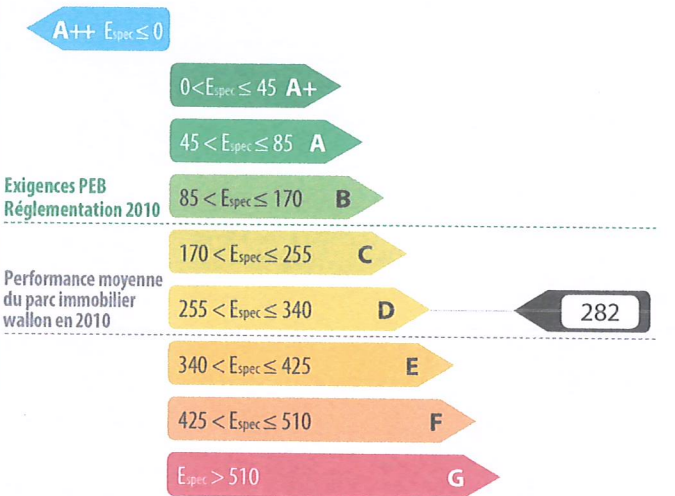 A++ Espec ≤ 0
0 < Espec ≤ 45 A+
45 < Espec ≤ 85 A
Exigences PEB
Réglementation 2010
85 < Espec ≤ 170 B
170 < Espec ≤ 255 C
Performance moyenne
du parc immobilier
wallon en 2010
255 < Espec ≤ 340 D
282
340 < Espec ≤ 425 E
425 < Espec ≤ 510 F
Espec > 510 G